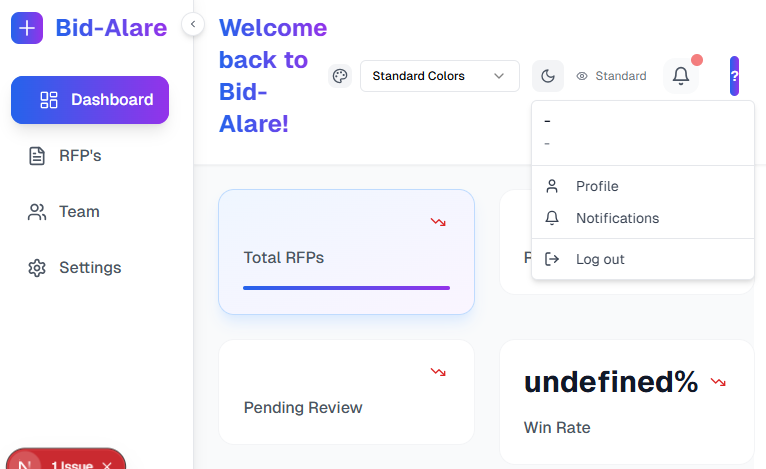 Bid-Alare
Dashboard
RFP's
Team
Settings
1 Issue
Welcome
back to
Bid-
Alare!
Standard Colors
Standard
?
-
-
Profile
Notifications
Log out
Total RFPs
Pending Review
undefined%
Win Rate